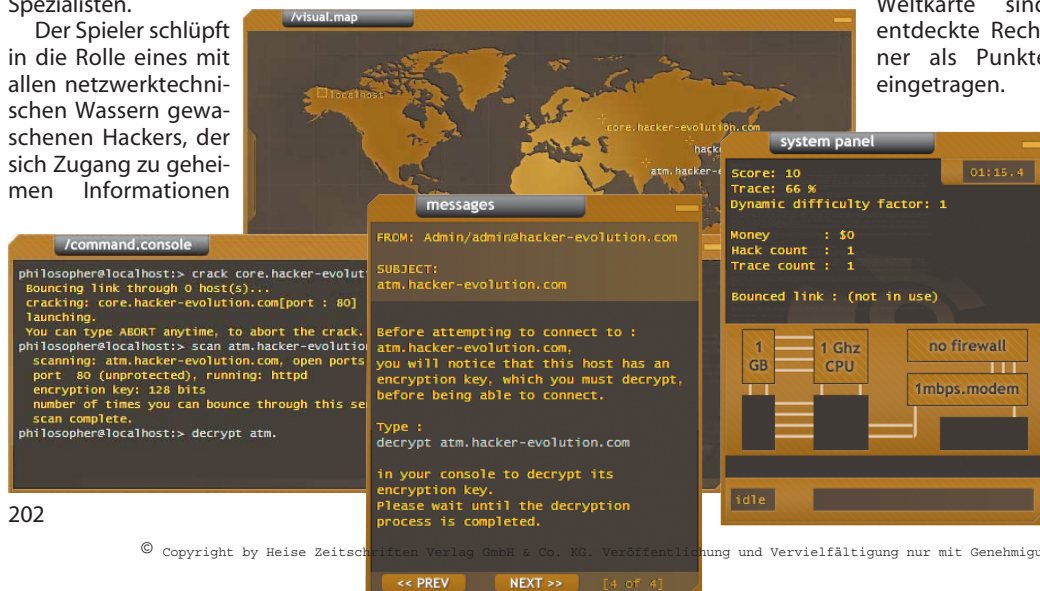 Spezialisten.
Der Spieler schlüpft
in die Rolle eines mit
allen netzwerktechni-
schen Wassern gewa-
schenen Hackers, der
sich Zugang zu gehei-
men Informationen
Weltkarte sind
entdeckte Rech-
ner als Punkte
eingetragen.
/visual.map
localhost
core.hacker-evolution.com
hack
atm.hacker-e
/command.console
philosopher@localhost:> crack core.hacker-evolut
Bouncing link through 0 host(s)...
cracking: core.hacker-evolution.com[port : 80]
launching.
You can type ABORT anytime, to abort the crack.
philosopher@localhost:> scan atm.hacker-evolution
scanning: atm.hacker-evolution.com, open ports
port 80 (unprotected), running: httpd
encryption key: 128 bits
number of times you can bounce through this se
scan complete.
philosopher@localhost:> decrypt atm.
messages
FROM: Admin/admin@hacker-evolution.com
SUBJECT:
atm.hacker-evolution.com
Before attempting to connect to :
atm.hacker-evolution.com,
you will notice that this host has an
encryption key, which you must decrypt,
before being able to connect.
Type :
decrypt atm.hacker-evolution.com
in your console to decrypt its
encryption key.
Please wait until the decryption
process is completed.
<< PREV NEXT >> [4 of 4]
system panel
Score: 10 01:15.4
Trace: 66 %
Dynamic difficulty factor: 1
Money : $0
Hack count : 1
Trace count : 1
Bounced link : (not in use)
1 GB
1 Ghz CPU
no firewall
1mbps.modem
idle
202
© Copyright by Heise Zeitschriften Verlag GmbH & Co. KG. Veröffentlichung und Vervielfältigung nur mit Genehmigu